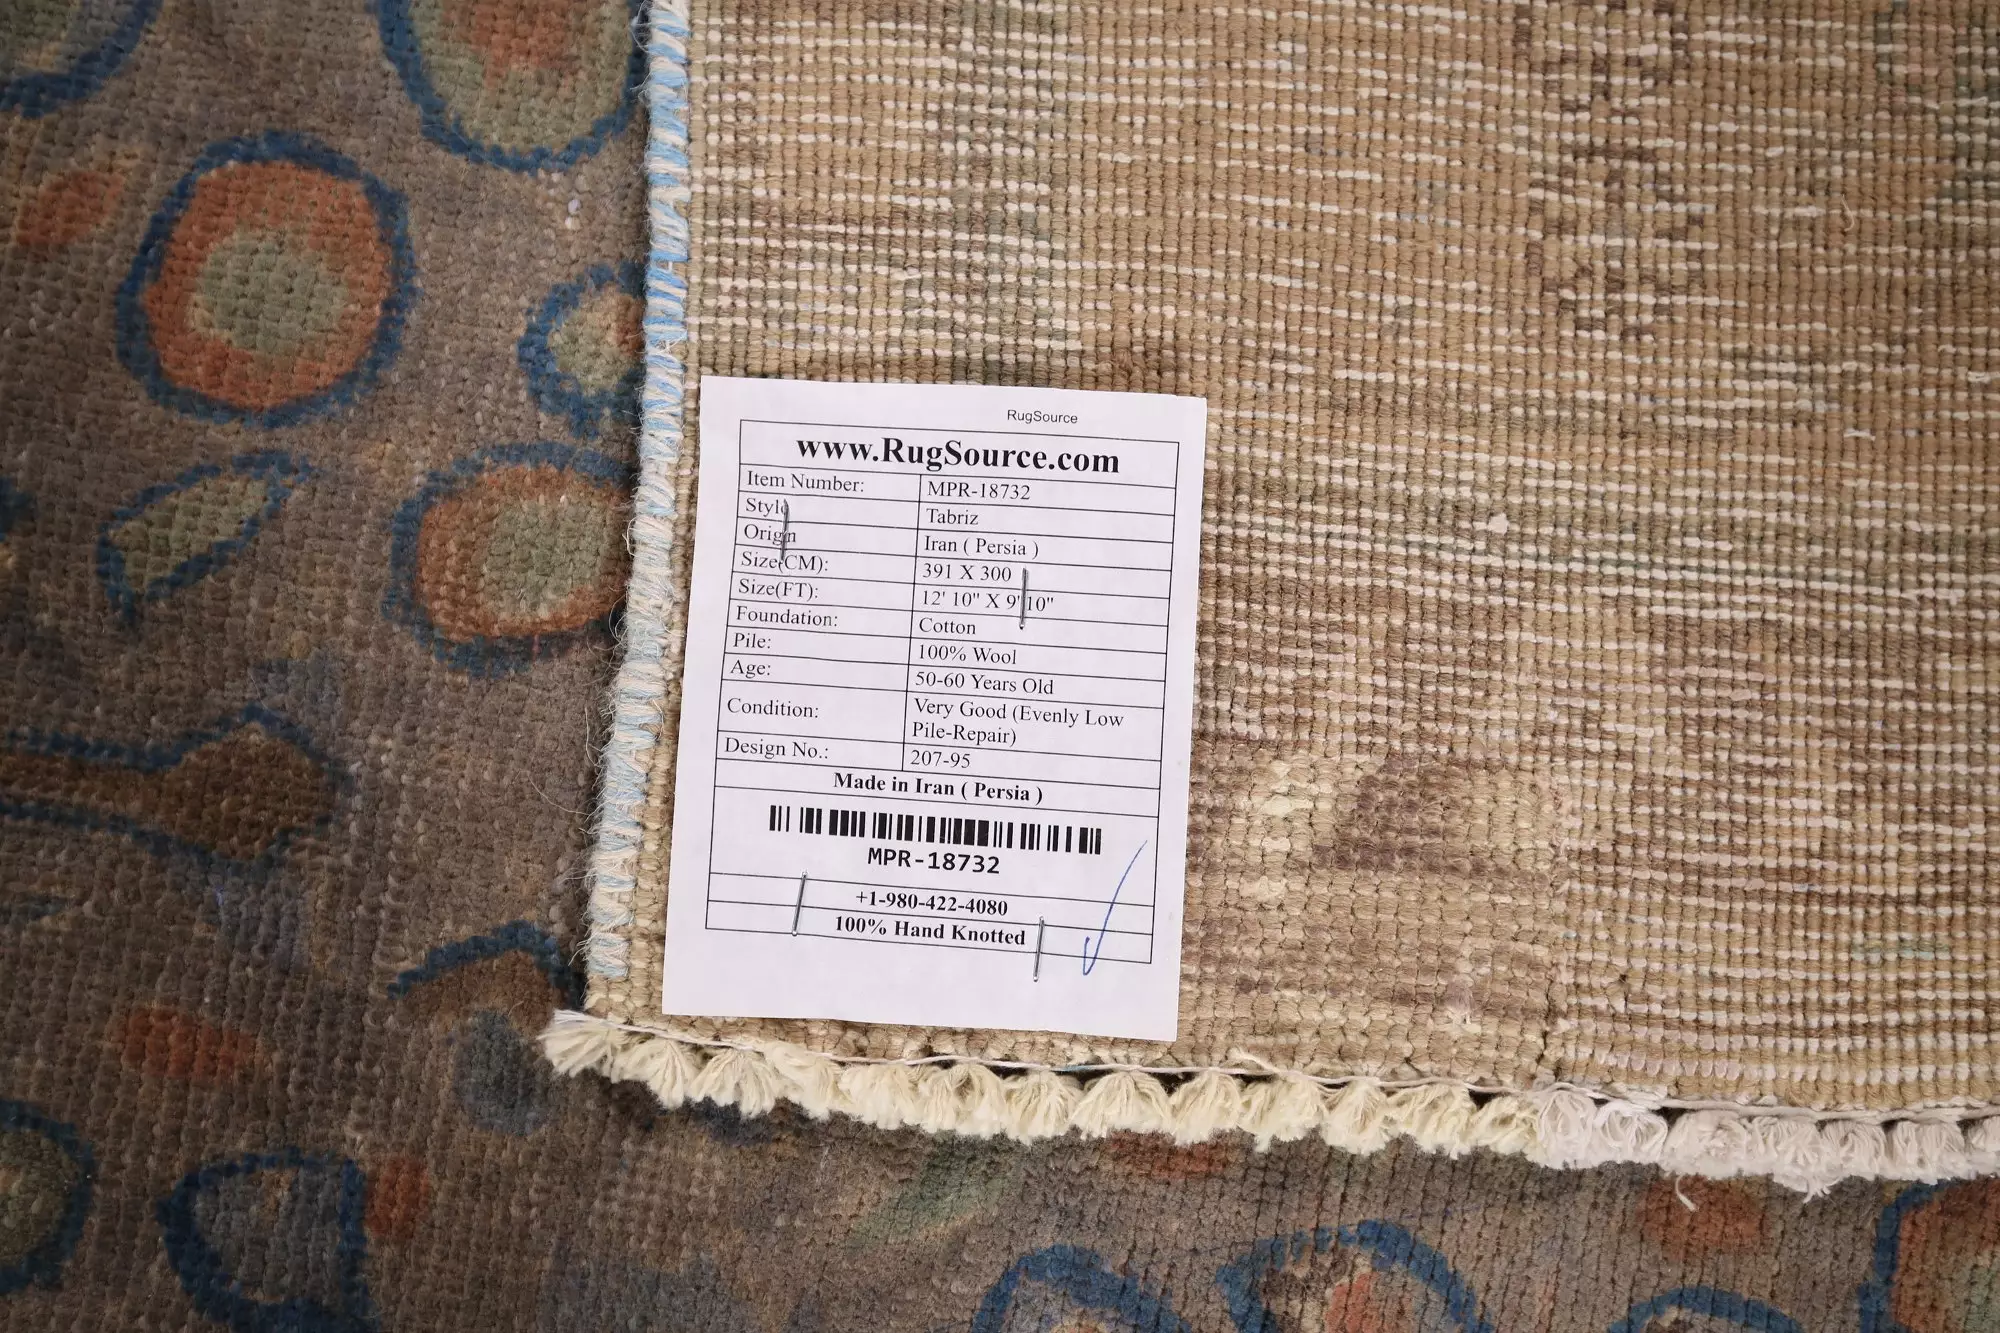 RugSource
www.RugSource.com
Item Number: MPR-18732
Style Tabriz
Origin Iran ( Persia )
Size(CM): 391 X 300
Size(FT): 12' 10" X 9' 10"
Foundation: Cotton
Pile: 100% Wool
Age: 50-60 Years Old
Condition: Very Good (Evenly Low
Pile-Repair)
Design No.: 207-95
Made in Iran ( Persia )
MPR-18732
+1-980-422-4080
100% Hand Knotted